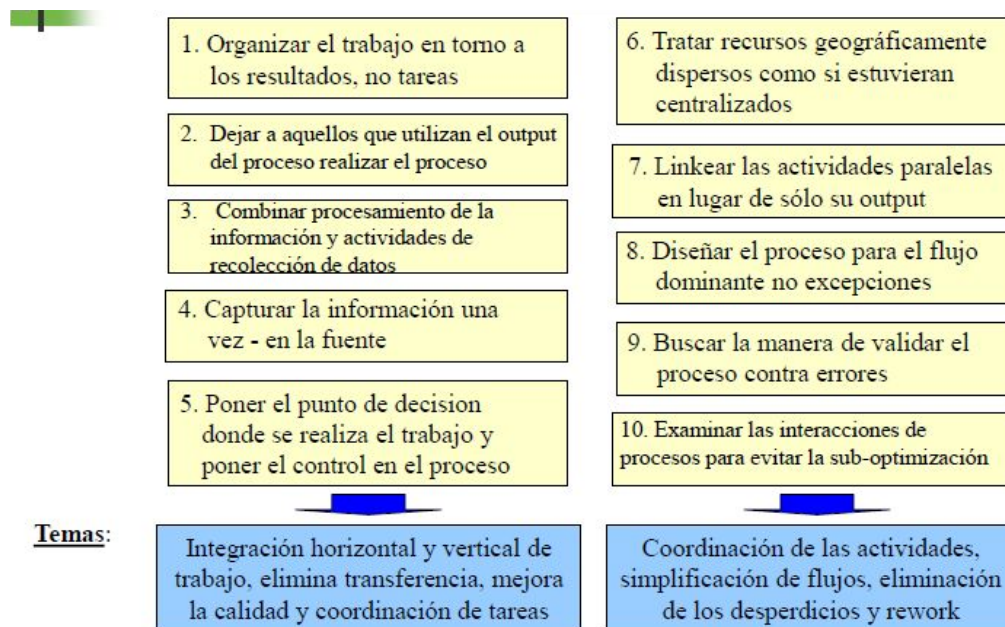 1. Organizar el trabajo en torno a
los resultados, no tareas
2. Dejar a aquellos que utilizan el output
del proceso realizar el proceso
3. Combinar procesamiento de la
información y actividades de
recolección de datos
4. Capturar la información una
vez - en la fuente
5. Poner el punto de decision
donde se realiza el trabajo y
poner el control en el proceso
6. Tratar recursos geográficamente
dispersos como si estuvieran
centralizados
7. Linkear las actividades paralelas
en lugar de sólo su output
8. Diseñar el proceso para el flujo
dominante no excepciones
9. Buscar la manera de validar el
proceso contra errores
10. Examinar las interacciones de
procesos para evitar la sub-optimización
Temas:
Integración horizontal y vertical de
trabajo, elimina transferencia, mejora
la calidad y coordinación de tareas
Coordinación de las actividades,
simplificación de flujos, eliminación
de los desperdicios y rework